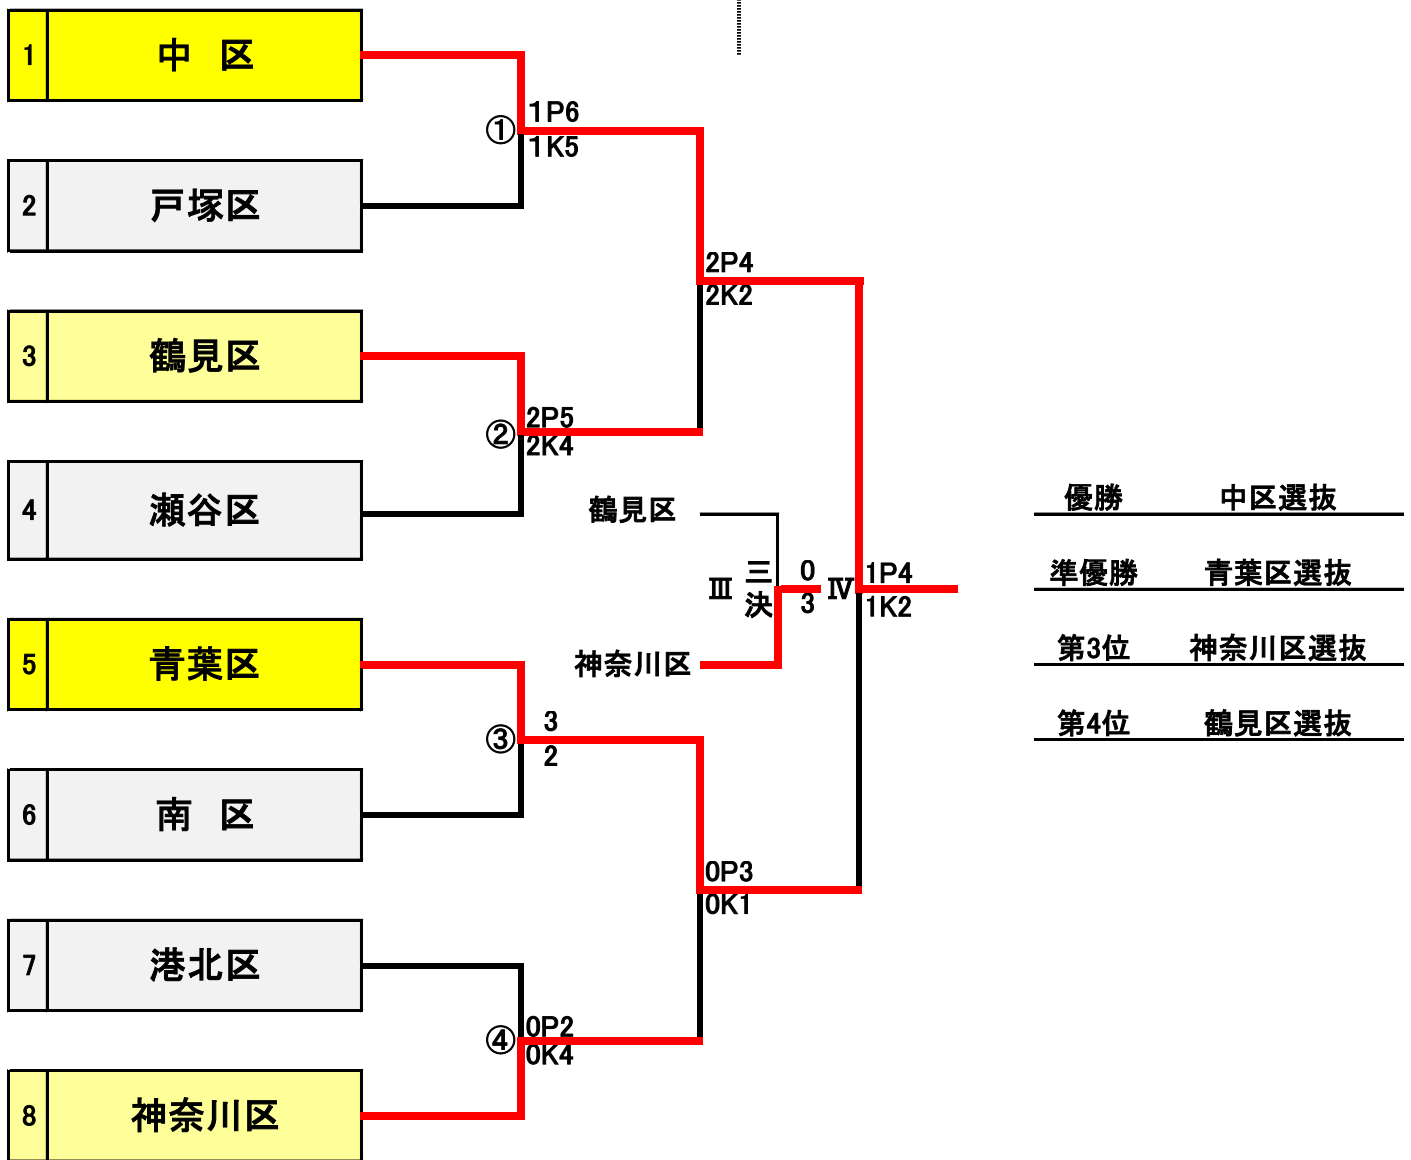 1 中 区
① 1P6
1K5
2 戸塚区
2P4
2K2
3 鶴見区
② 2P5
2K4
4 瀬谷区
鶴見区
Ⅲ 三決 0
3
神奈川区
Ⅳ 1P4
1K2
5 青葉区
③ 3
2
6 南 区
0P3
0K1
7 港北区
④ 0P2
0K4
8 神奈川区
優勝 中区選抜
準優勝 青葉区選抜
第3位 神奈川区選抜
第4位 鶴見区選抜